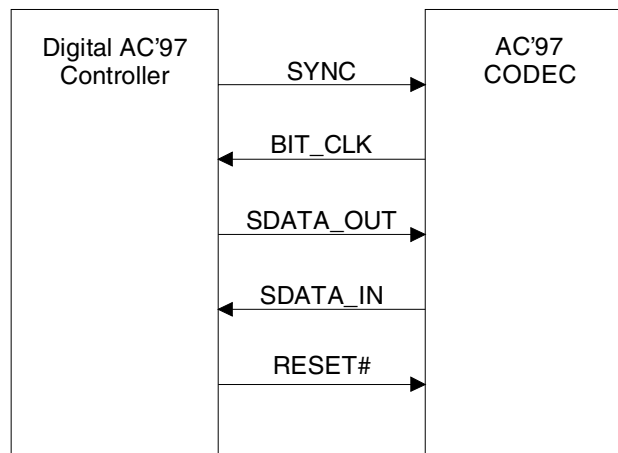 Digital AC'97
Controller
AC'97
CODEC
SYNC
BIT_CLK
SDATA_OUT
SDATA_IN
RESET#